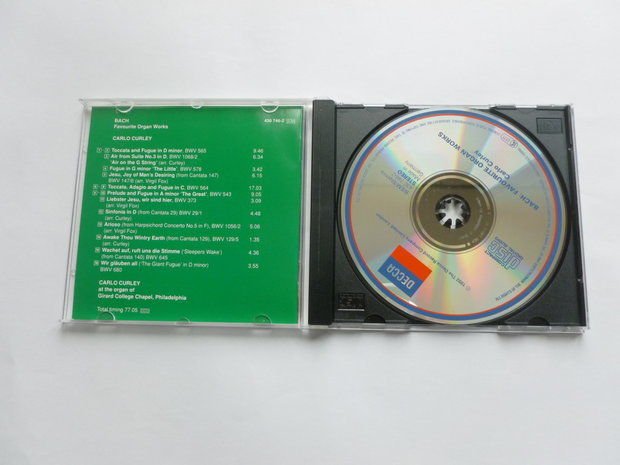 BACH 430 746-2
Favourite Organ Works
CARLO CURLEY
Toccata and Fugue in D minor, BWV 565 9.46
Air from Suite No.3 in D, BWV 1068/2, 6.34
'Air on the G String' (arr. Curley)
Fugue in G minor 'The Little', BWV 578 3.42
Jesu, Joy of Man's Desiring (from Cantata 147) 6.15
BWV 147/6 (arr. Virgil Fox)
Toccata, Adagio and Fugue in C, BWV 564 17.03
Prelude and Fugue in A minor 'The Great', BWV 543 9.05
Liebster Jesu, wir sind hier, BWV 373 3.09
(arr. Virgil Fox)
Sinfonia in D (from Cantata 29) BWV 29/1 4.48
(arr. Curley)
Arioso (from Harpsichord Concerto No.5 in F), BWV 1056/2
(arr. Curley)
Awake Thou Wintry Earth (from Cantata 129), BWV 129/5 1.35
(arr. Virgil Fox)
Wachet auf, ruft uns die Stimme ('Sleepers Wake') 4.36
(from Cantata 140) BWV 645
Wir gläuben all ('The Giant Fugue' in D minor) 3.55
BWV 680
CARLO CURLEY
at the organ of
Girard College Chapel, Philadelphia
Total timing 77.05
BACH: FAVOURITE ORGAN WORKS
Carlo Curley
DECCA
COMPACT
disc
DIGITAL AUDIO